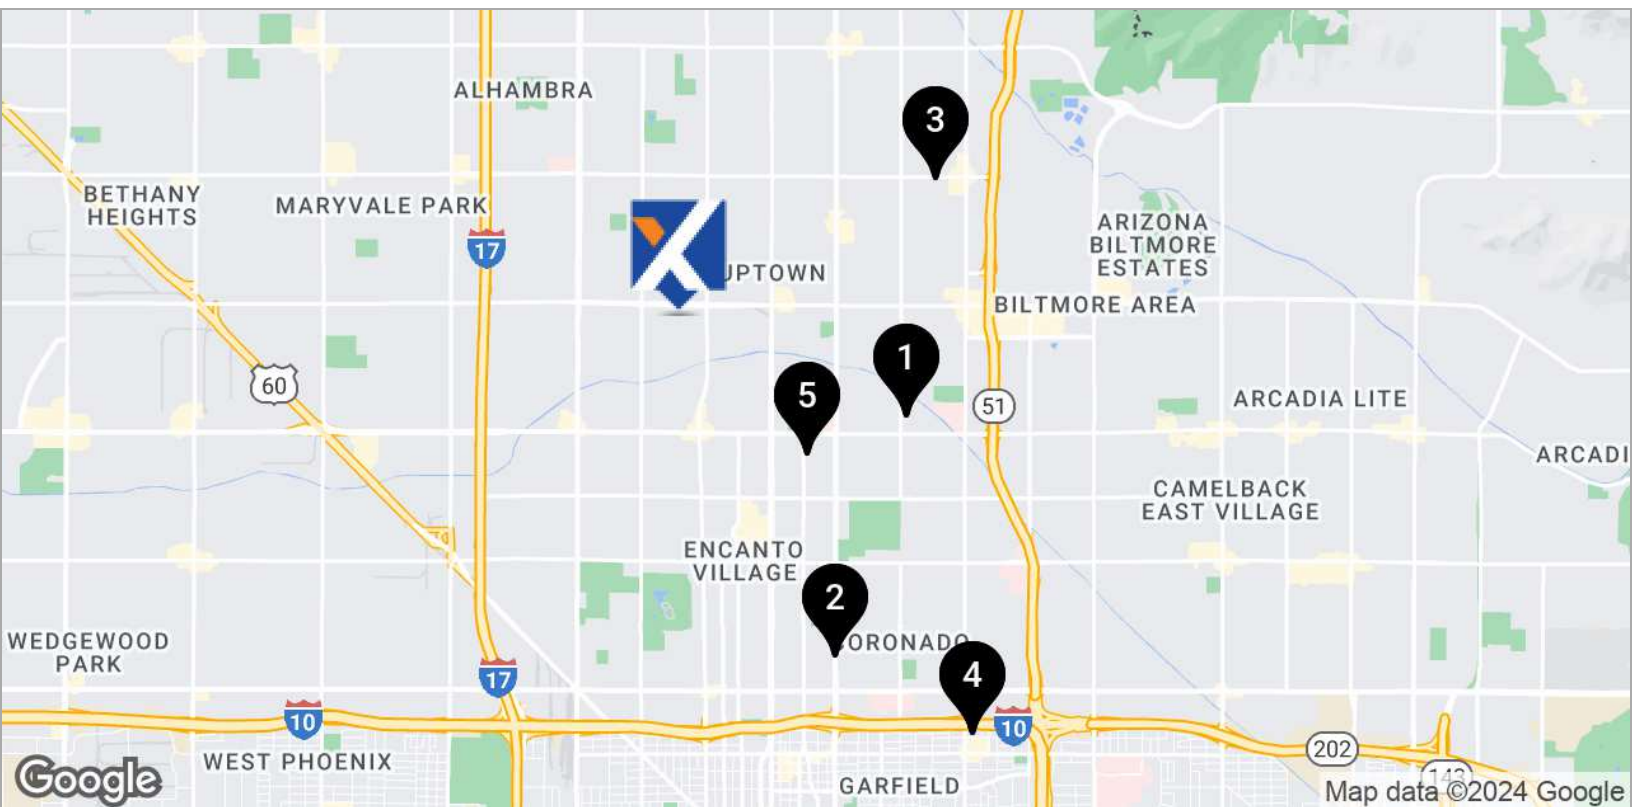 ALHAMBRA
3
BETHANY
HEIGHTS
MARYVALE PARK
17
UPTOWN
ARIZONA
BILTMORE
ESTATES
BILTMORE AREA
1
60
5
51
ARCADIA LITE
ARCADI
CAMELBACK
EAST VILLAGE
ENCANTO
VILLAGE
2
CORONADO
WEDGEWOOD
PARK
4
17
10
10
202
WEST PHOENIX
143
GARFIELD
Google
Map data ©2024 Google